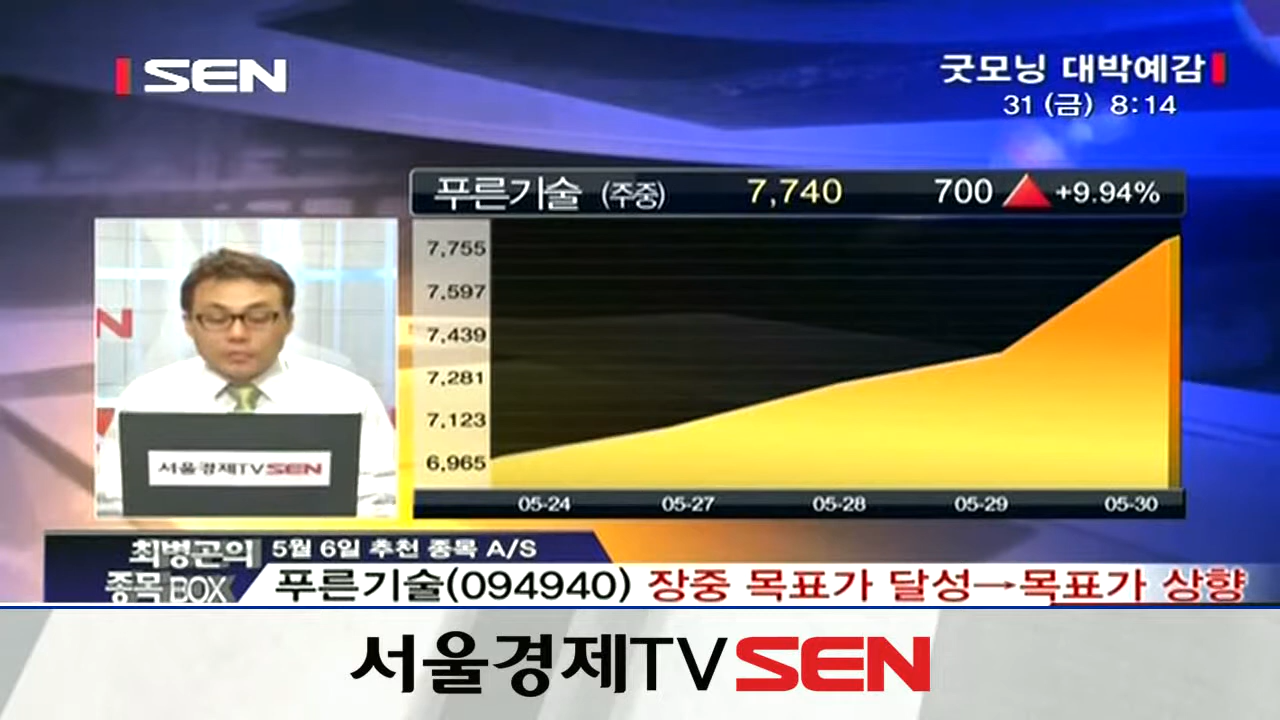 SEN
굿모닝 대박예감
31 (금) 8:14
푸른기술 (주중) 7,740 700 ▲ +9.94%
7,755
7,597
7,439
7,281
7,123
6,965
05-24 05-27 05-28 05-29 05-30
N
서울경제TV SEN
최병곤의 종목 BOX
5월 6일 추천 종목 A/S
푸른기술(094940) 장중 목표가 달성→목표가 상향
서울경제TV SEN